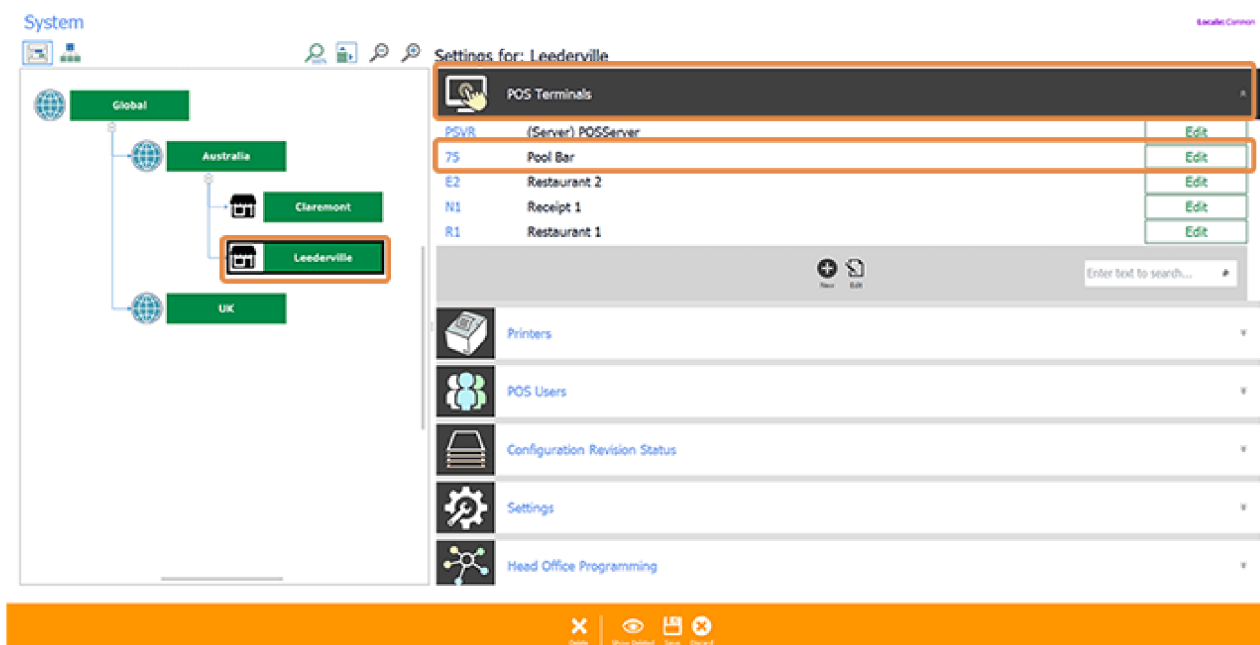 System
Locale: Common
Settings for: Leederville
Global
Australia
Claremont
Leederville
UK
POS Terminals
PSVR (Server) POSServer Edit
75 Pool Bar Edit
E2 Restaurant 2 Edit
N1 Receipt 1 Edit
R1 Restaurant 1 Edit
New Edit Enter text to search...
Printers
POS Users
Configuration Revision Status
Settings
Head Office Programming
Delete Show Deleted Save Discard